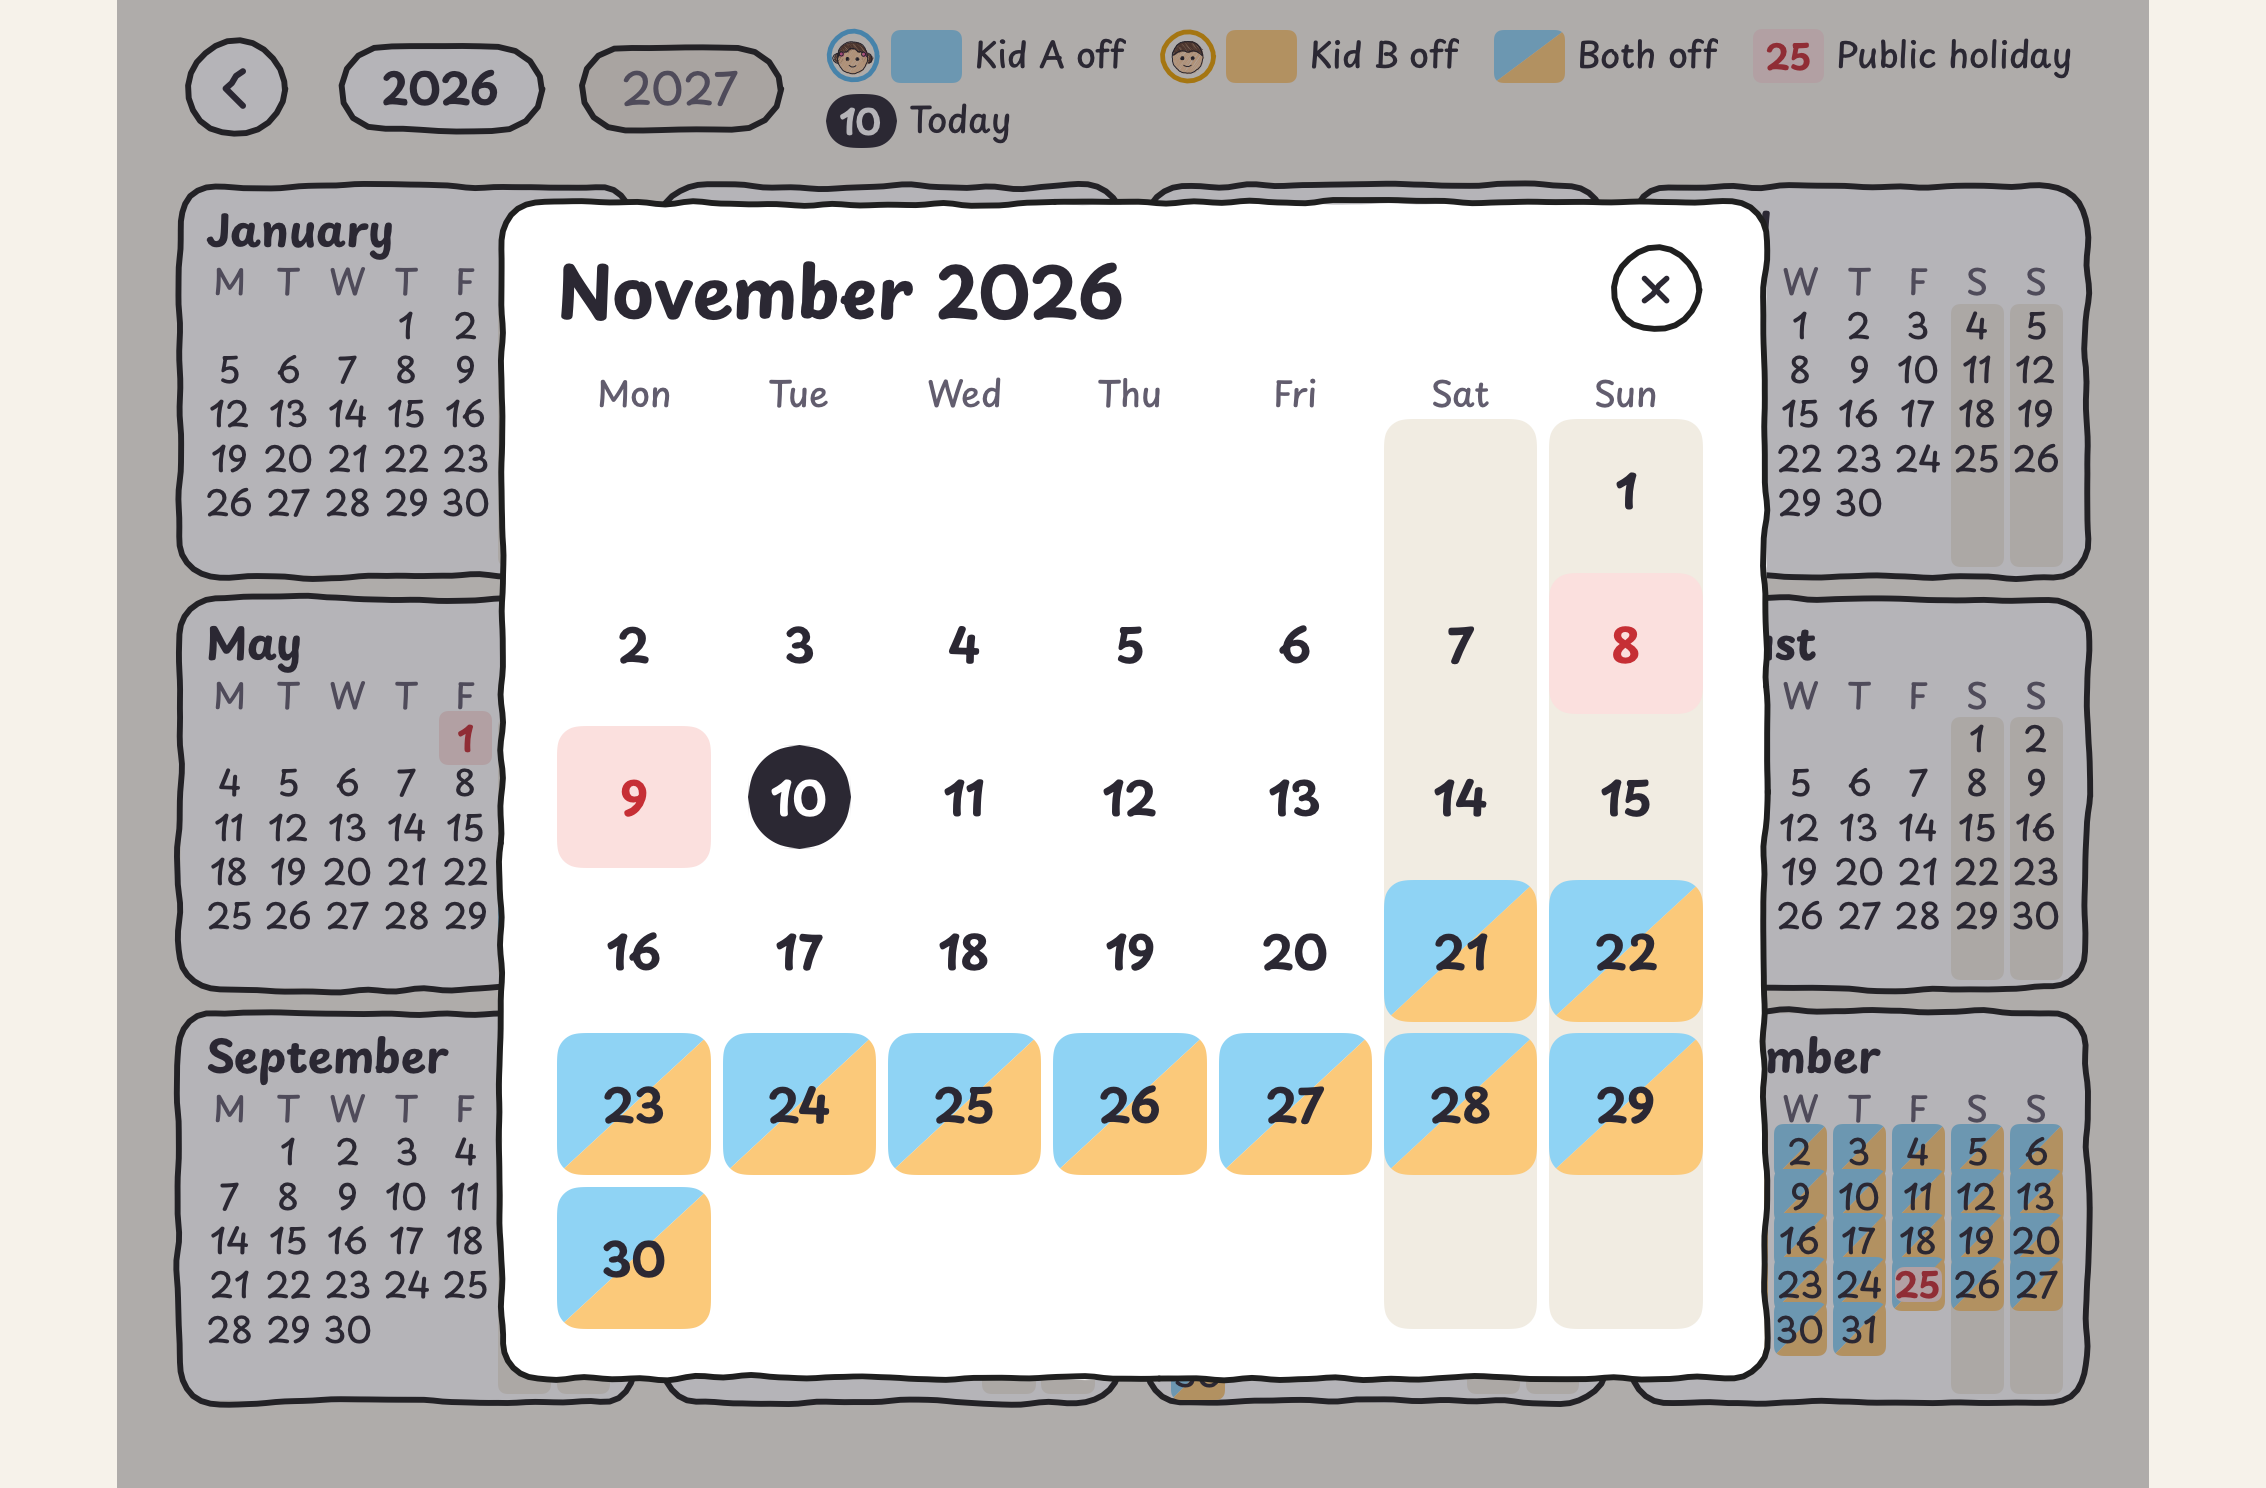 2026 2027 Kid A off Kid B off Both off 25 Public holiday
10 Today
January
M T W T F
1 2
5 6 7 8 9
12 13 14 15 16
19 20 21 22 23
26 27 28 29 30
May
M T W T F
1
4 5 6 7 8
11 12 13 14 15
18 19 20 21 22
25 26 27 28 29
September
M T W T F
1 2 3 4
7 8 9 10 11
14 15 16 17 18
21 22 23 24 25
28 29 30
November 2026
Mon Tue Wed Thu Fri Sat Sun
1
2 3 4 5 6 7 8
9 10 11 12 13 14 15
16 17 18 19 20 21 22
23 24 25 26 27 28 29
30
W T F S S
1 2 3 4 5
8 9 10 11 12
15 16 17 18 19
22 23 24 25 26
29 30
st
W T F S S
1 2
5 6 7 8 9
12 13 14 15 16
19 20 21 22 23
26 27 28 29 30
mber
W T F S S
2 3 4 5 6
9 10 11 12 13
16 17 18 19 20
23 24 25 26 27
30 31